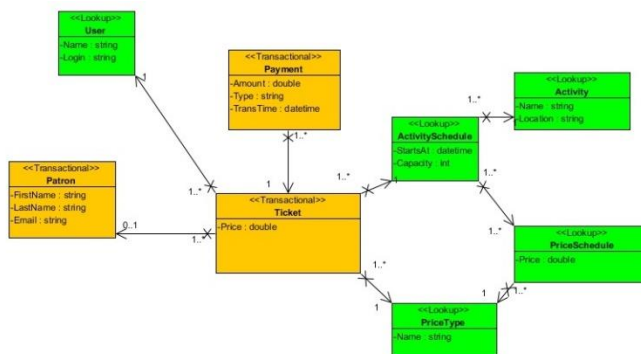 <<Lookup>>
User
-Name : string
-Login : string
<<Transactional>>
Payment
-Amount : double
-Type : string
-TransTime : datetime
<<Lookup>>
Activity
-Name : string
-Location : string
<<Lookup>>
ActivitySchedule
-StartsAt : datetime
-Capacity : int
<<Transactional>>
Patron
-FirstName : string
-LastName : string
-Email : string
<<Transactional>>
Ticket
-Price : double
<<Lookup>>
PriceSchedule
-Price : double
<<Lookup>>
PriceType
-Name : string
1
1..*
1..*
1
1..*
1
1..*
1..*
1..*
0..1
1..*
1..*
1
1
1..*